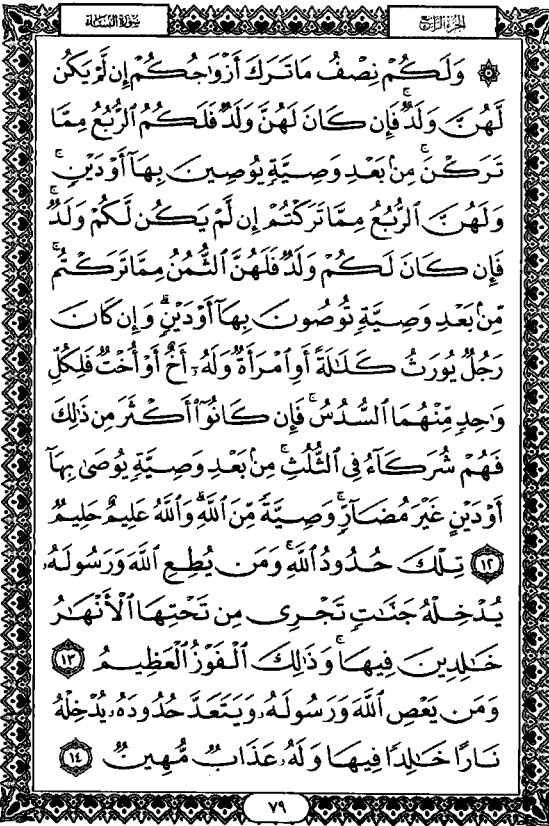 الجزء الرابع
سورة النساء
۞ وَلَكُمْ نِصْفُ مَا تَرَكَ أَزْوَٰجُكُمْ إِن لَّمْ يَكُن
لَّهُنَّ وَلَدٌ ۚ فَإِن كَانَ لَهُنَّ وَلَدٌ فَلَكُمُ ٱلرُّبُعُ مِمَّا
تَرَكْنَ ۚ مِنۢ بَعْدِ وَصِيَّةٍ يُوصِينَ بِهَآ أَوْ دَيْنٍ ۚ
وَلَهُنَّ ٱلرُّبُعُ مِمَّا تَرَكْتُمْ إِن لَّمْ يَكُن لَّكُمْ وَلَدٌ ۚ
فَإِن كَانَ لَكُمْ وَلَدٌ فَلَهُنَّ ٱلثُّمُنُ مِمَّا تَرَكْتُم ۚ
مِّنۢ بَعْدِ وَصِيَّةٍ تُوصُونَ بِهَآ أَوْ دَيْنٍ ۗ وَإِن كَانَ
رَجُلٌ يُورَثُ كَلَٰلَةً أَوِ ٱمْرَأَةٌ وَلَهُۥٓ أَخٌ أَوْ أُخْتٌ فَلِكُلِّ
وَٰحِدٍ مِّنْهُمَا ٱلسُّدُسُ ۚ فَإِن كَانُوٓا۟ أَكْثَرَ مِن ذَٰلِكَ
فَهُمْ شُرَكَآءُ فِى ٱلثُّلُثِ ۚ مِنۢ بَعْدِ وَصِيَّةٍ يُوصَىٰ بِهَآ
أَوْ دَيْنٍ غَيْرَ مُضَآرٍّ ۚ وَصِيَّةً مِّنَ ٱللَّهِ ۗ وَٱللَّهُ عَلِيمٌ حَلِيمٌ
١٢ تِلْكَ حُدُودُ ٱللَّهِ ۚ وَمَن يُطِعِ ٱللَّهَ وَرَسُولَهُۥ
يُدْخِلْهُ جَنَّٰتٍ تَجْرِى مِن تَحْتِهَا ٱلْأَنْهَٰرُ
خَٰلِدِينَ فِيهَا ۚ وَذَٰلِكَ ٱلْفَوْزُ ٱلْعَظِيمُ ١٣
وَمَن يَعْصِ ٱللَّهَ وَرَسُولَهُۥ وَيَتَعَدَّ حُدُودَهُۥ يُدْخِلْهُ
نَارًا خَٰلِدًا فِيهَا وَلَهُۥ عَذَابٌ مُّهِينٌ ١٤
٧٩